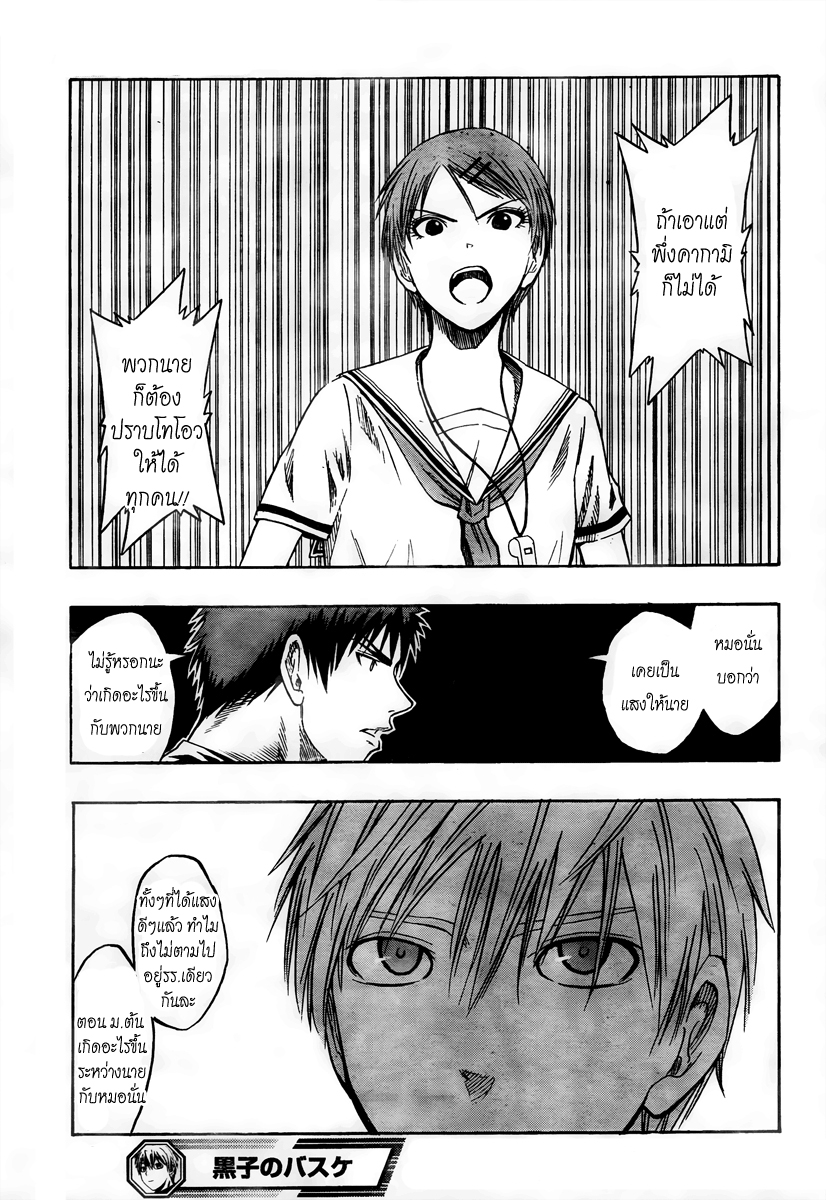 ถ้าเอาแต่
พึ่งคากามิ
ก็ไม่ได้
พวกนาย
ก็ต้อง
ปราบโทโอว
ให้ได้
ทุกคน!!
หมอนั่น
บอกว่า
เคยเป็น
แสงให้นาย
ไม่รู้หรอกนะ
ว่าเกิดอะไรขึ้น
กับพวกนาย
ทั้งๆที่ได้แสง
ดีๆแล้ว ทำไม
ถึงไม่ตามไป
อยู่รร.เดียว
กันละ
ตอน ม.ต้น
เกิดอะไรขึ้น
ระหว่างนาย
กับหมอนั่น
黒子のバスケ